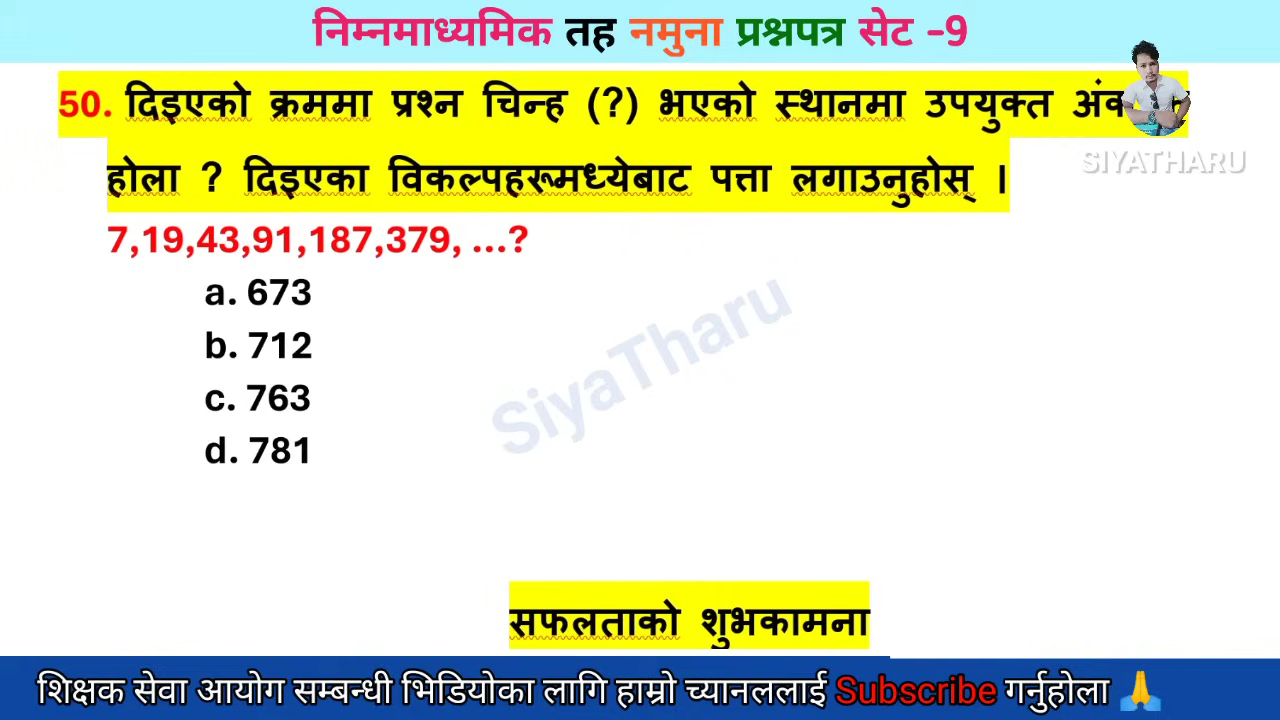 निम्नमाध्यमिक तह नमुना प्रश्नपत्र सेट -9
50. दिइएको क्रममा प्रश्न चिन्ह (?) भएको स्थानमा उपयुक्त
SIYATHARU
होला ? दिइएका विकल्पहरूमध्येबाट पत्ता लगाउनुहोस् ।
7,19,43,91,187,379, ...?
a. 673
b. 712
c. 763
d. 781
SiyaTharu
सफलताको शुभकामना
शिक्षक सेवा आयोग सम्बन्धी भिडियोका लागि हाम्रो च्यानललाई Subscribe गर्नुहोला 🙏